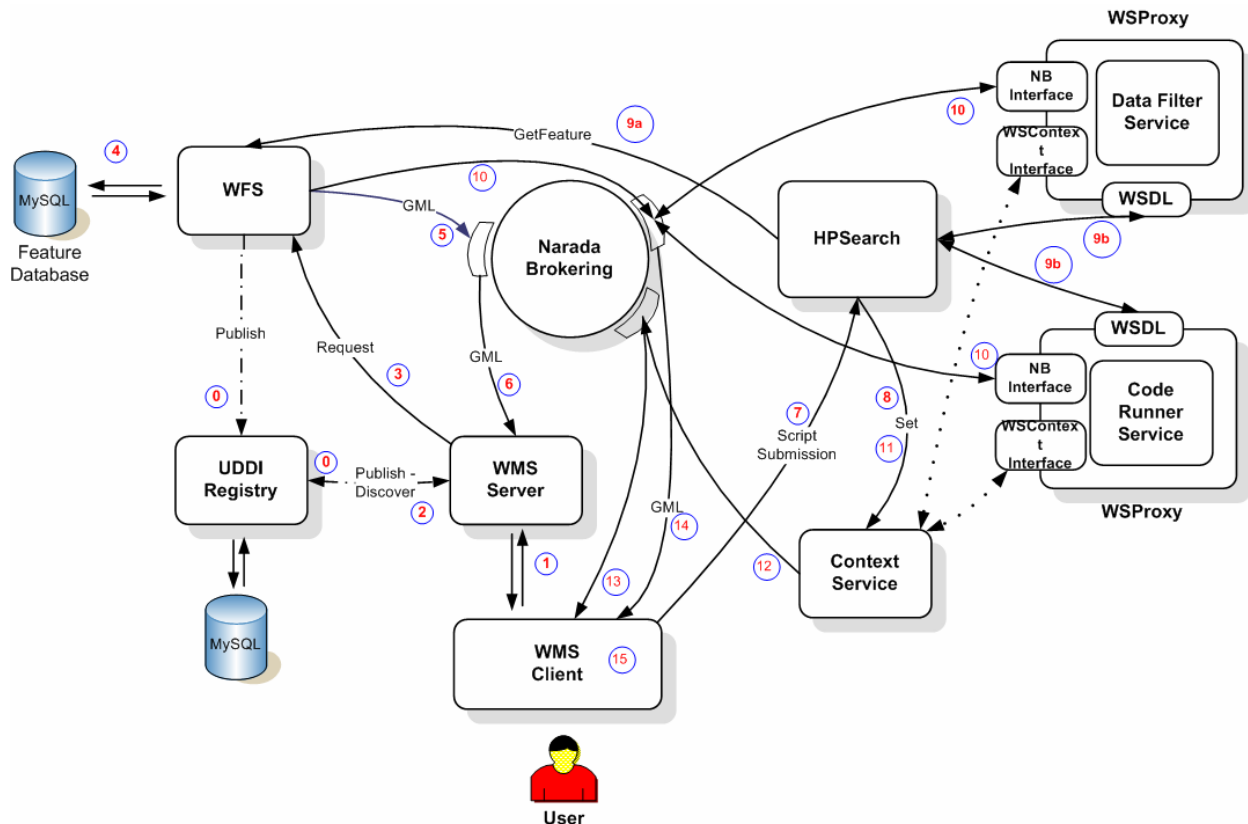 WSProxy
NB
Interface
Data Filter
Service
WSContex
t
Interface
WSDL
10
9a
GetFeature
4
MySQL
Feature
Database
WFS
10
GML
5
Narada
Brokering
HPSearch
9b
9b
WSDL
Publish
Request
3
GML
6
0
10
NB
Interface
Code
Runner
Service
WSContex
t
Interface
WSProxy
7
Script
Submission
8
Set
11
UDDI
Registry
0
Publish -
Discover
2
WMS
Server
GML
14
1
13
12
Context
Service
MySQL
WMS
Client
15
User